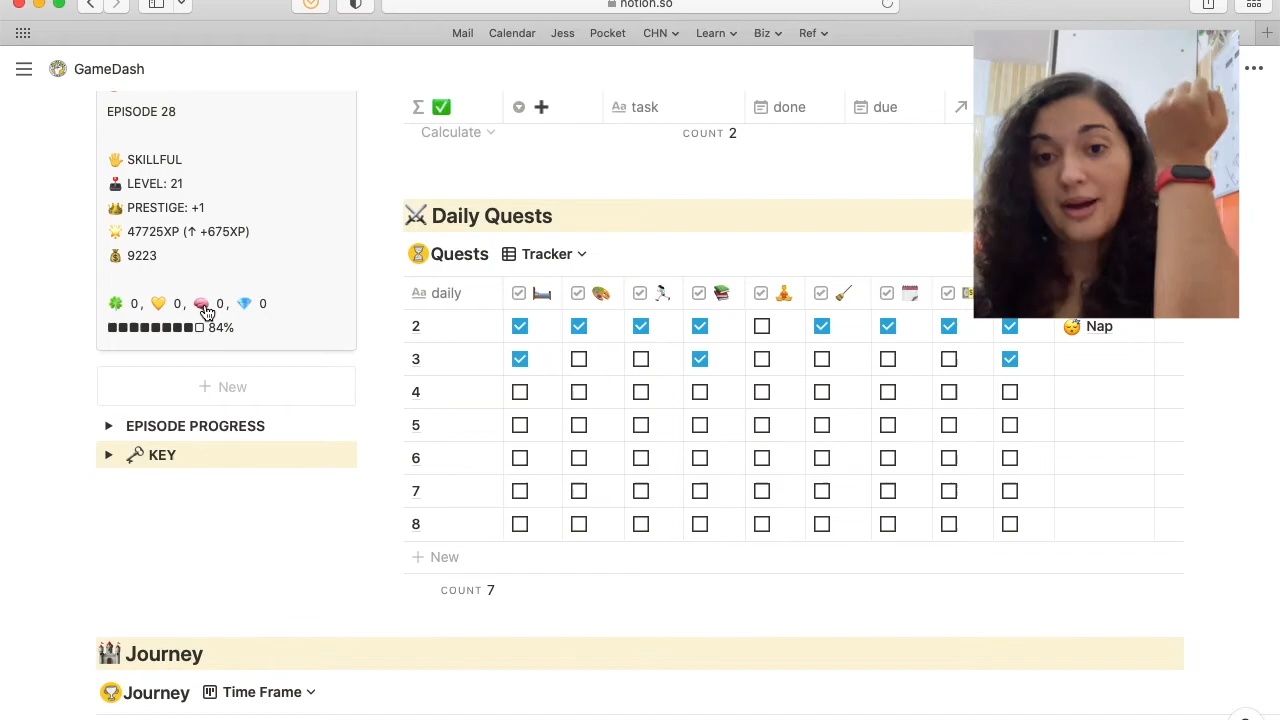 notion.so
Mail Calendar Jess Pocket CHN Learn Biz Ref
GameDash
EPISODE 28
SKILLFUL
LEVEL: 21
PRESTIGE: +1
47725XP (↑ +675XP)
9223
0, 0, 0, 0
84%
+ New
EPISODE PROGRESS
KEY
Σ ✅ + Aa task done due
Calculate COUNT 2
Daily Quests
Quests Tracker
Aa daily
2 Nap
3
4
5
6
7
8
+ New
COUNT 7
Journey
Journey Time Frame